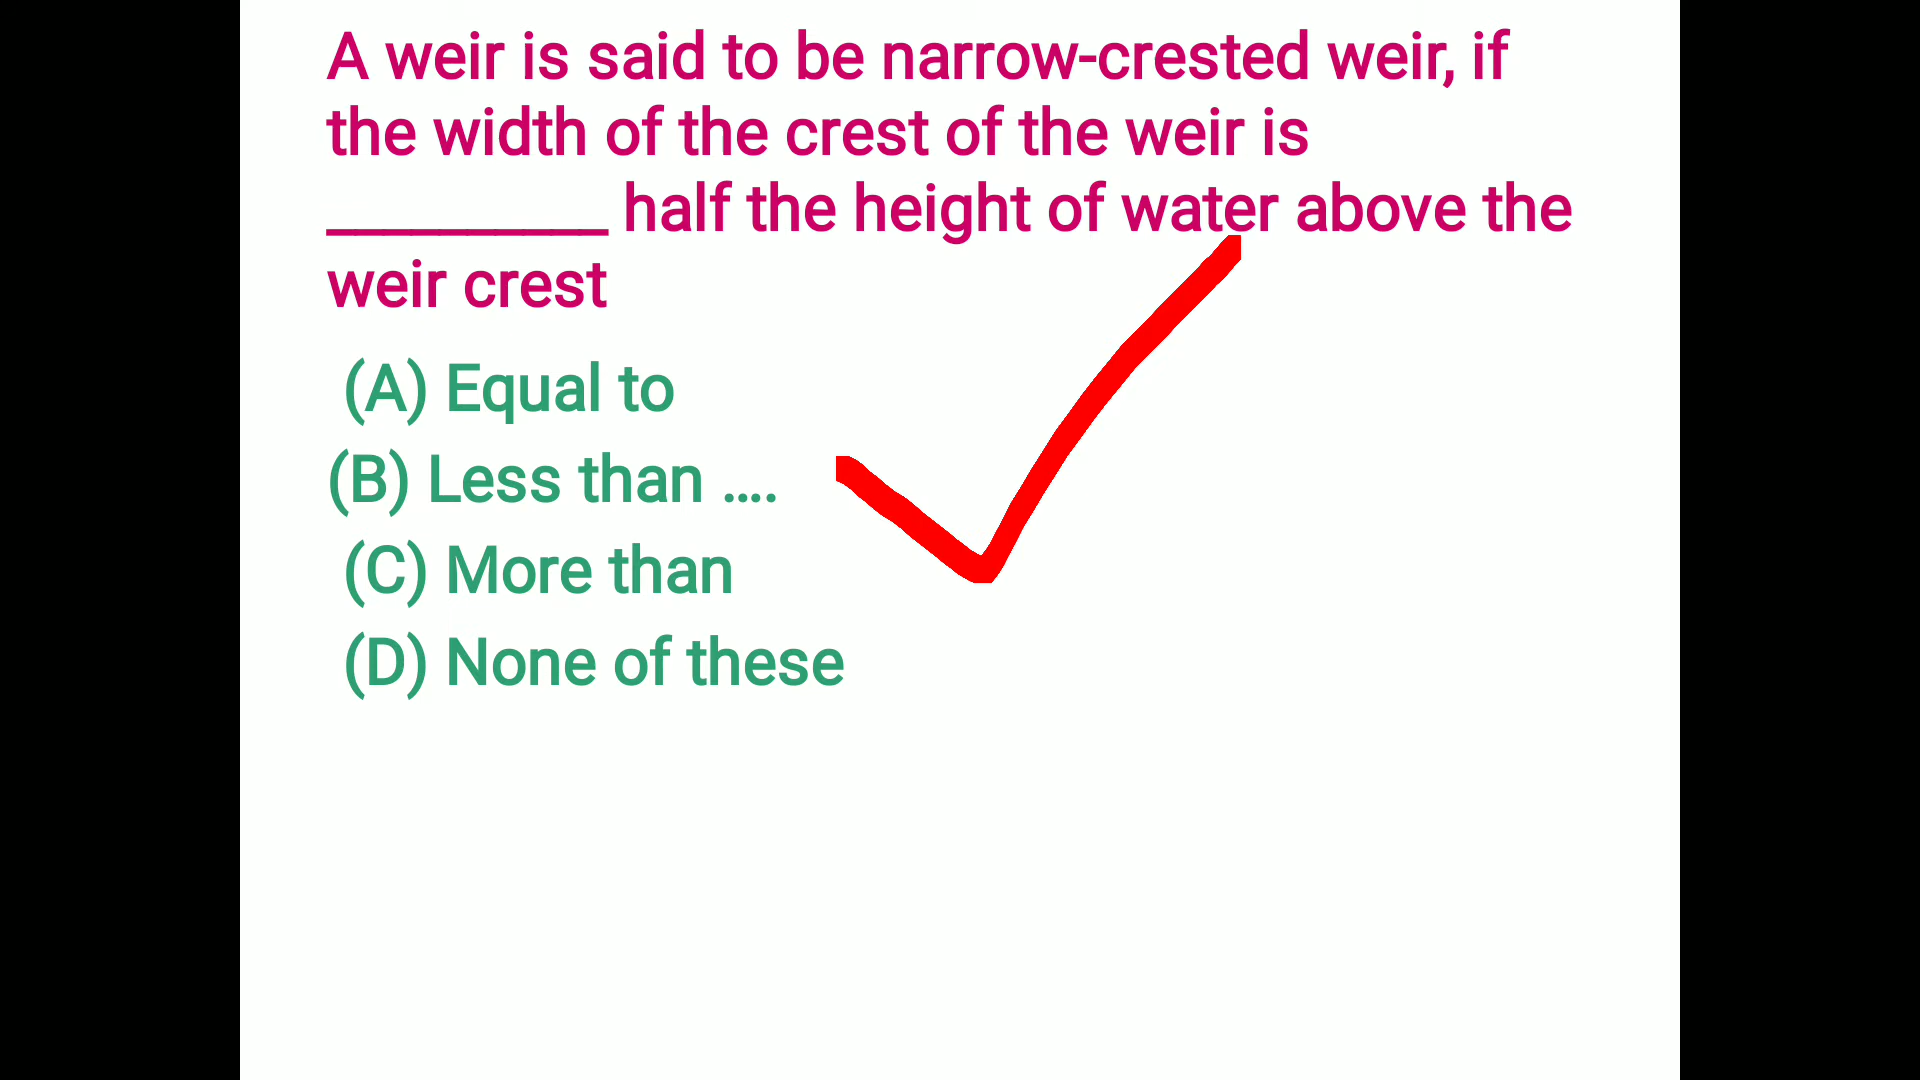 A weir is said to be narrow-crested weir, if
the width of the crest of the weir is
__________ half the height of water above the
weir crest
(A) Equal to
(B) Less than ....
(C) More than
(D) None of these